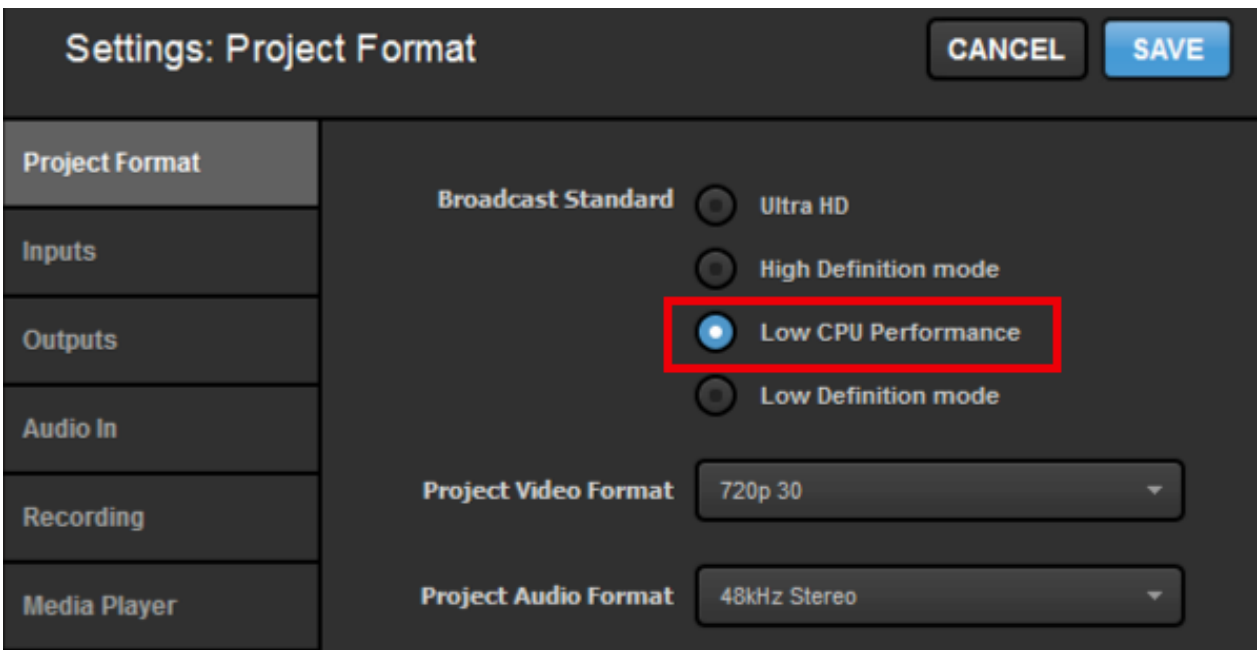 Settings: Project Format
CANCEL
SAVE
Project Format
Inputs
Outputs
Audio In
Recording
Media Player
Broadcast Standard
Ultra HD
High Definition mode
Low CPU Performance
Low Definition mode
Project Video Format
720p 30
Project Audio Format
48kHz Stereo